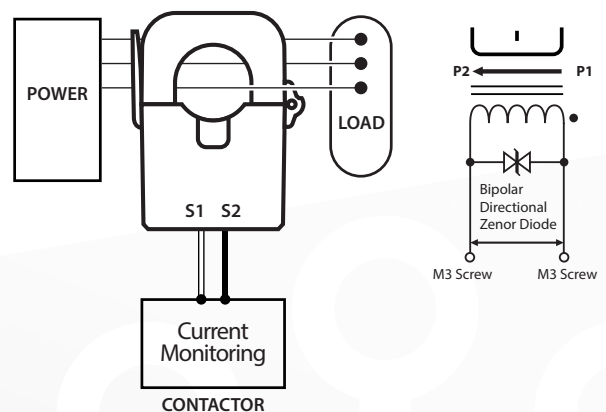 POWER
LOAD
S1 S2
Current
Monitoring
CONTACTOR
P2 P1
Bipolar
Directional
Zenor Diode
M3 Screw M3 Screw